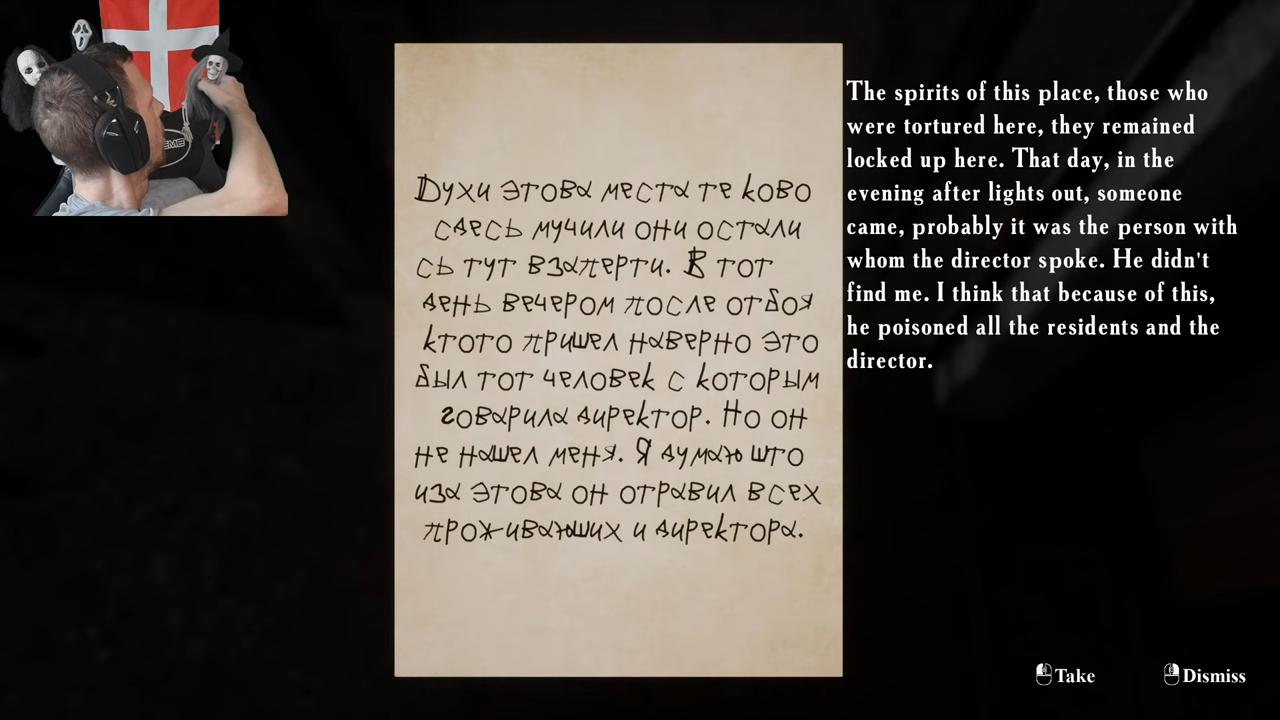 Духи этова места те ково
сдесь мучили они остали
сь тут взаперти. В тот
день вечером после отбоя
ктото пришел наверно это
был тот человек с которым
говарила директор. Но он
не нашел меня. Я думаю што
иза этова он отравил всех
проживаюших и директора.
The spirits of this place, those who
were tortured here, they remained
locked up here. That day, in the
evening after lights out, someone
came, probably it was the person with
whom the director spoke. He didn't
find me. I think that because of this,
he poisoned all the residents and the
director.
Take
Dismiss